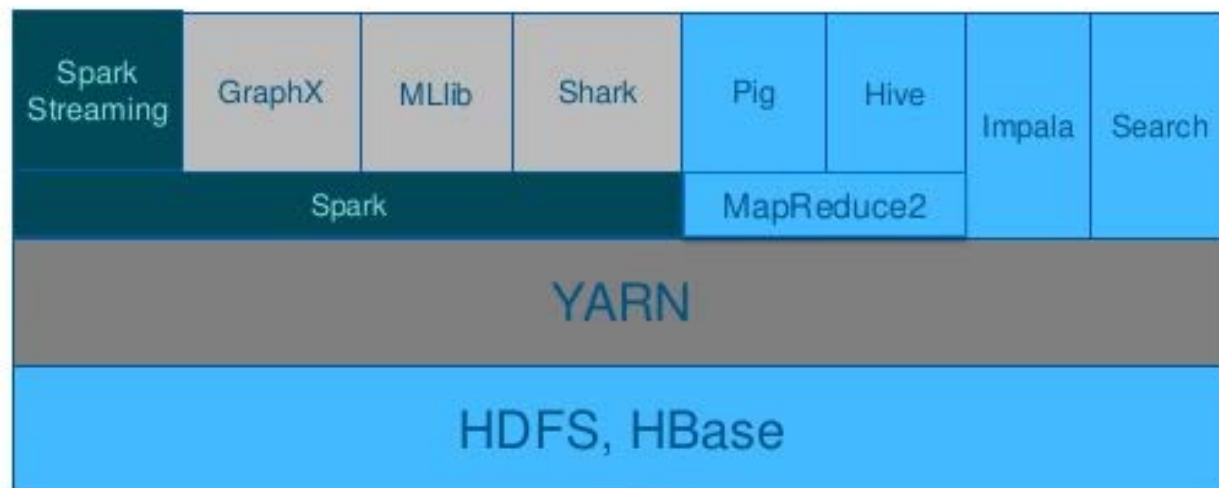 Spark
Streaming
GraphX
MLlib
Shark
Pig
Hive
Impala
Search
Spark
MapReduce2
YARN
HDFS, HBase